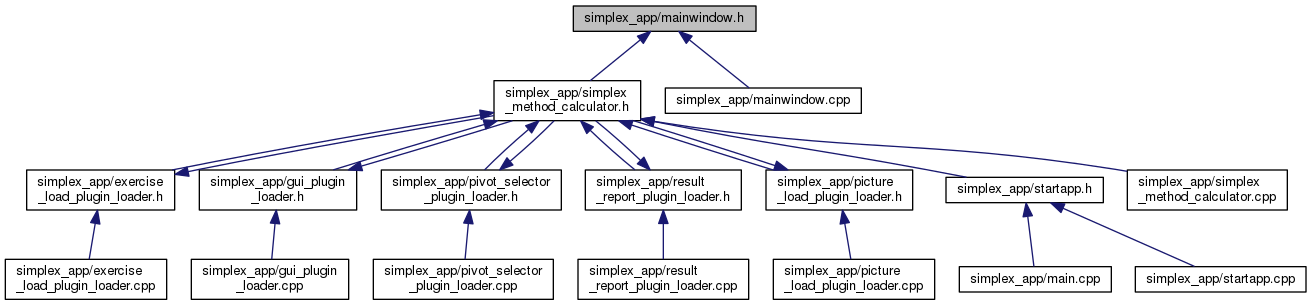 simplex_app/mainwindow.h
simplex_app/simplex
_method_calculator.h
simplex_app/mainwindow.cpp
simplex_app/exercise
_load_plugin_loader.h
simplex_app/gui_plugin
_loader.h
simplex_app/pivot_selector
_plugin_loader.h
simplex_app/result
_report_plugin_loader.h
simplex_app/picture
_load_plugin_loader.h
simplex_app/startapp.h
simplex_app/simplex
_method_calculator.cpp
simplex_app/exercise
_load_plugin_loader.cpp
simplex_app/gui_plugin
_loader.cpp
simplex_app/pivot_selector
_plugin_loader.cpp
simplex_app/result
_report_plugin_loader.cpp
simplex_app/picture
_load_plugin_loader.cpp
simplex_app/main.cpp
simplex_app/startapp.cpp